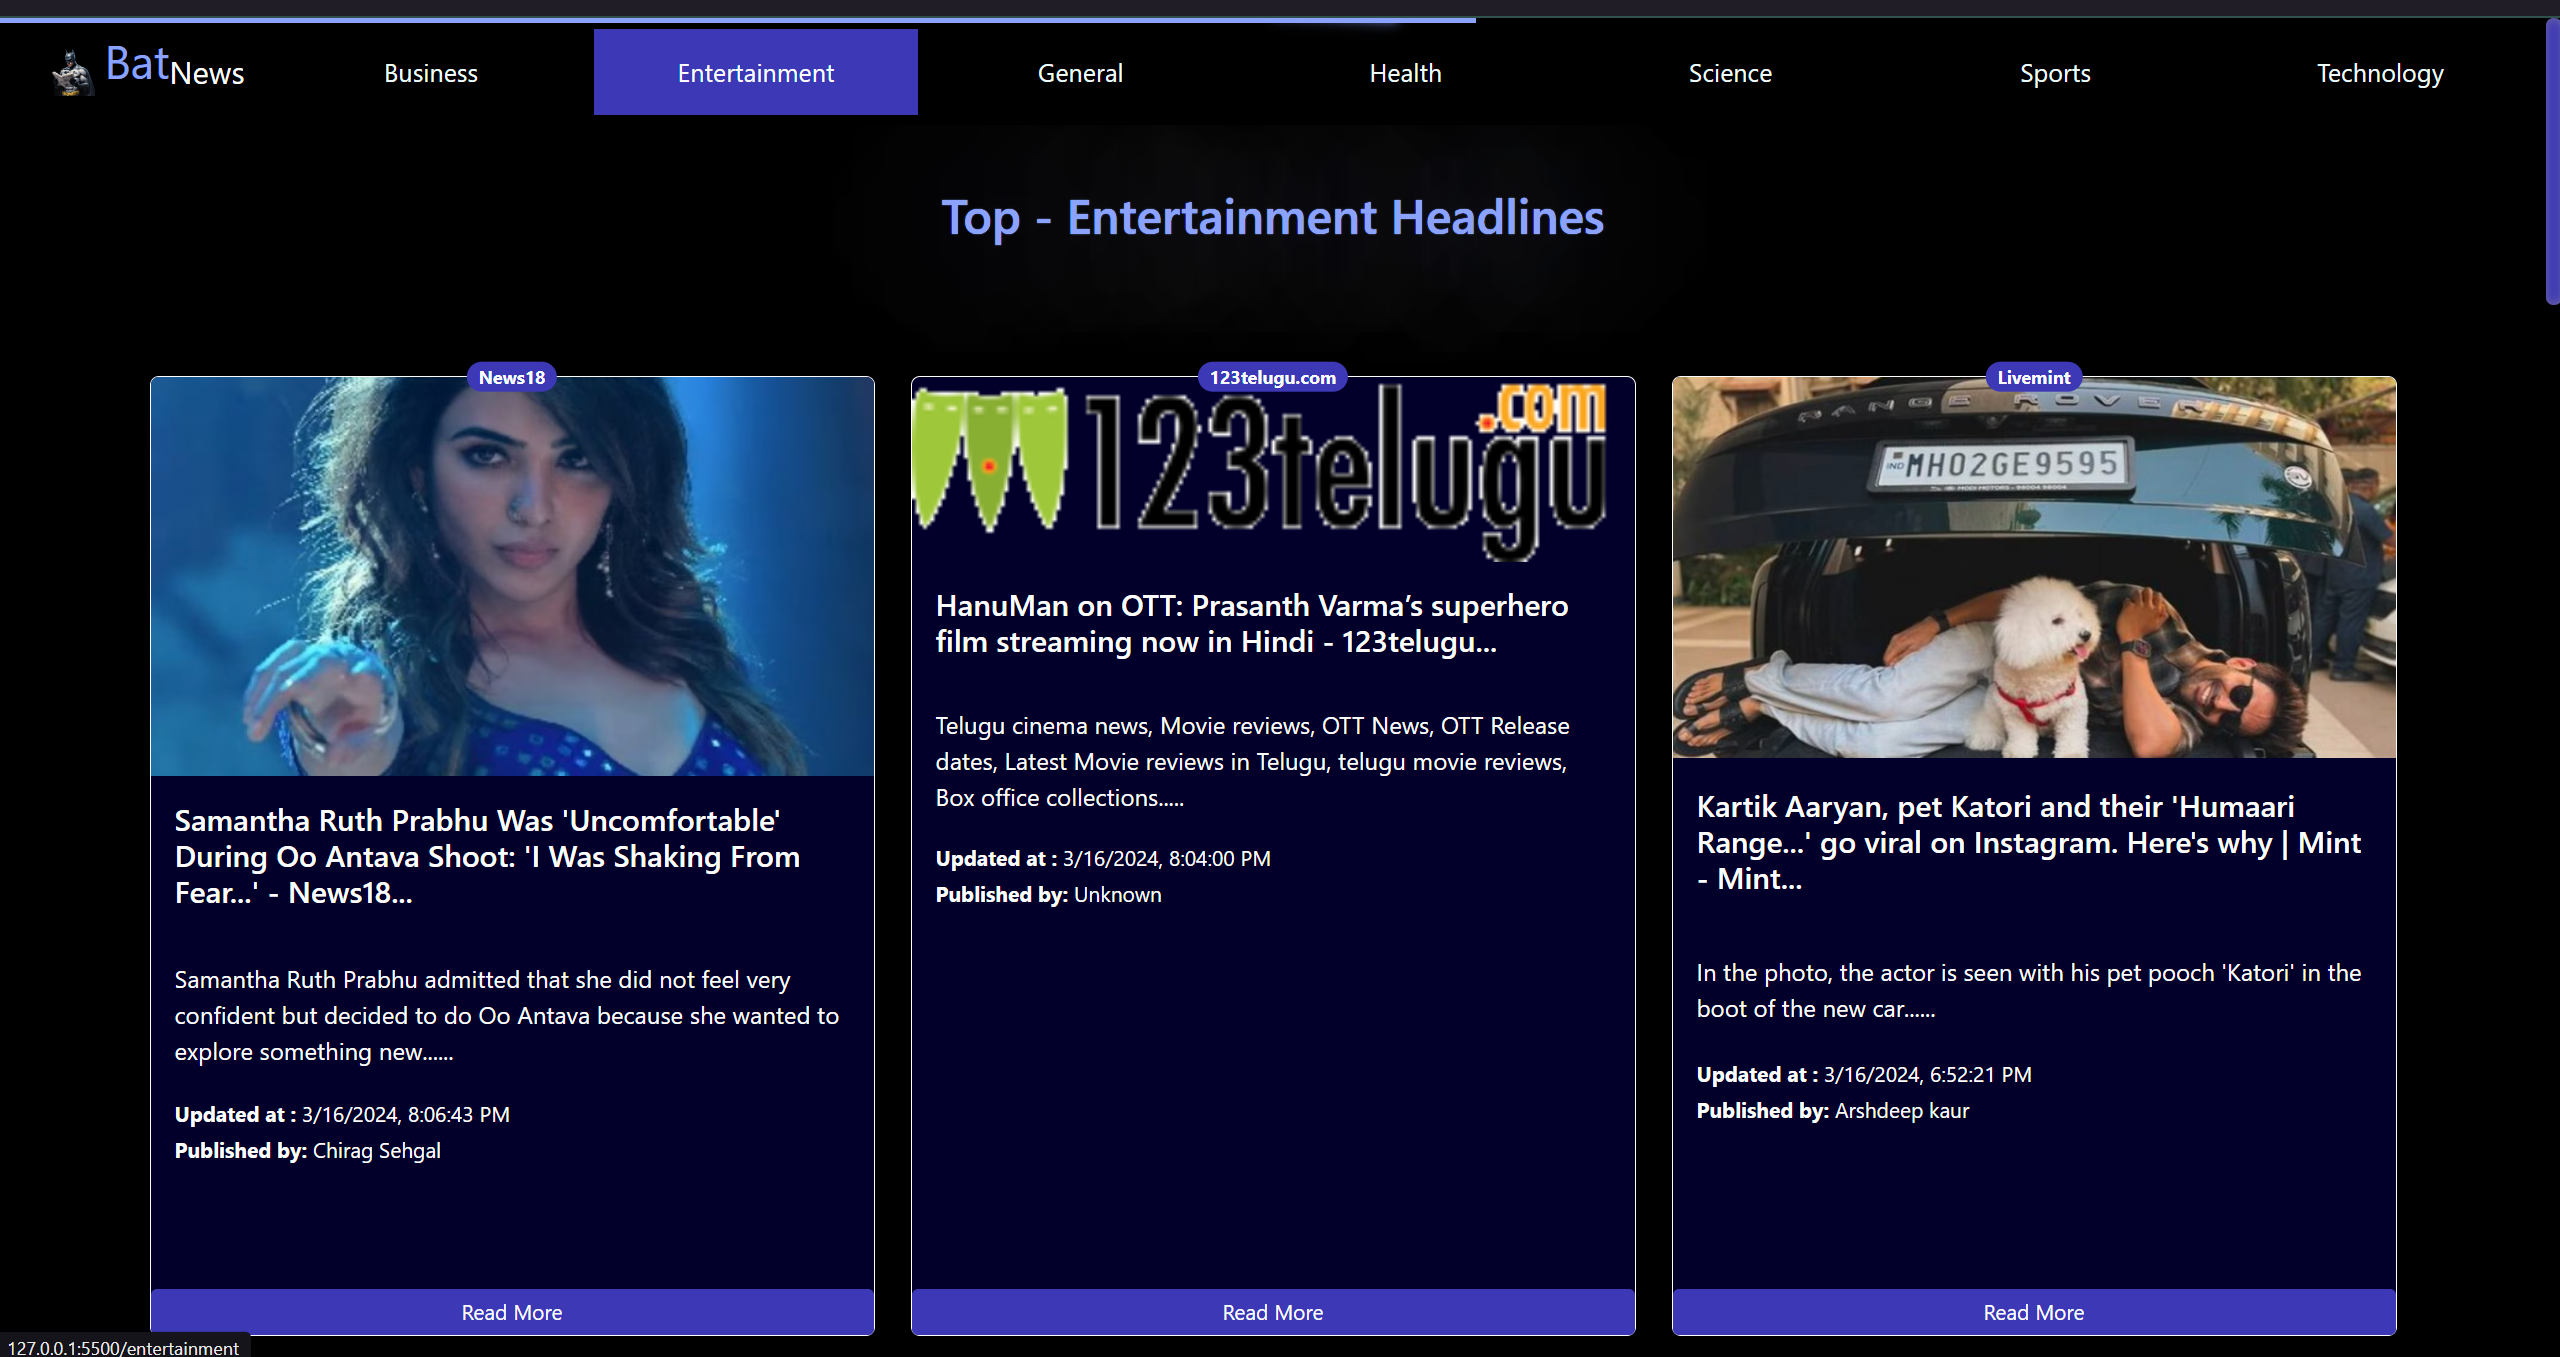 BatNews
Business
Entertainment
General
Health
Science
Sports
Technology
Top - Entertainment Headlines
News18
Samantha Ruth Prabhu Was 'Uncomfortable'
During Oo Antava Shoot: 'I Was Shaking From
Fear...' - News18...
Samantha Ruth Prabhu admitted that she did not feel very
confident but decided to do Oo Antava because she wanted to
explore something new......
Updated at : 3/16/2024, 8:06:43 PM
Published by: Chirag Sehgal
Read More
123telugu.com
123telugu.com
HanuMan on OTT: Prasanth Varma’s superhero
film streaming now in Hindi - 123telugu...
Telugu cinema news, Movie reviews, OTT News, OTT Release
dates, Latest Movie reviews in Telugu, telugu movie reviews,
Box office collections.....
Updated at : 3/16/2024, 8:04:00 PM
Published by: Unknown
Read More
Livemint
RANGE ROVER
IND MH02GE9595
Kartik Aaryan, pet Katori and their 'Humaari
Range...' go viral on Instagram. Here's why | Mint
- Mint...
In the photo, the actor is seen with his pet pooch 'Katori' in the
boot of the new car......
Updated at : 3/16/2024, 6:52:21 PM
Published by: Arshdeep kaur
Read More
127.0.0.1:5500/entertainment